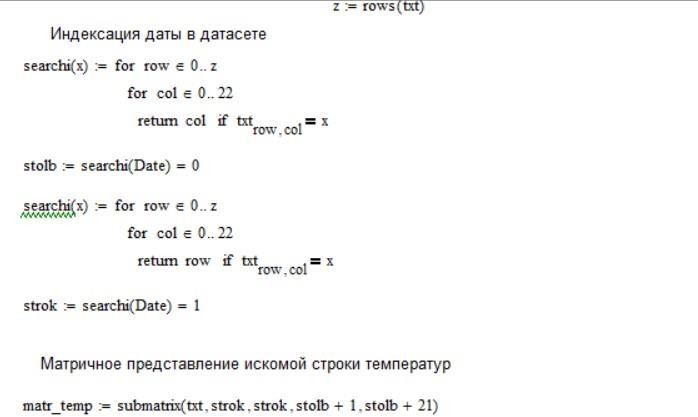 z := rows(txt)
Индексация даты в датасете
searchi(x) := for row ∈ 0.. z
for col ∈ 0.. 22
return col if txt row, col = x
stolb := searchi(Date) = 0
searchi(x) := for row ∈ 0.. z
for col ∈ 0.. 22
return row if txt row, col = x
strok := searchi(Date) = 1
Матричное представление искомой строки температур
matr_temp := submatrix(txt, strok, strok, stolb + 1, stolb + 21)